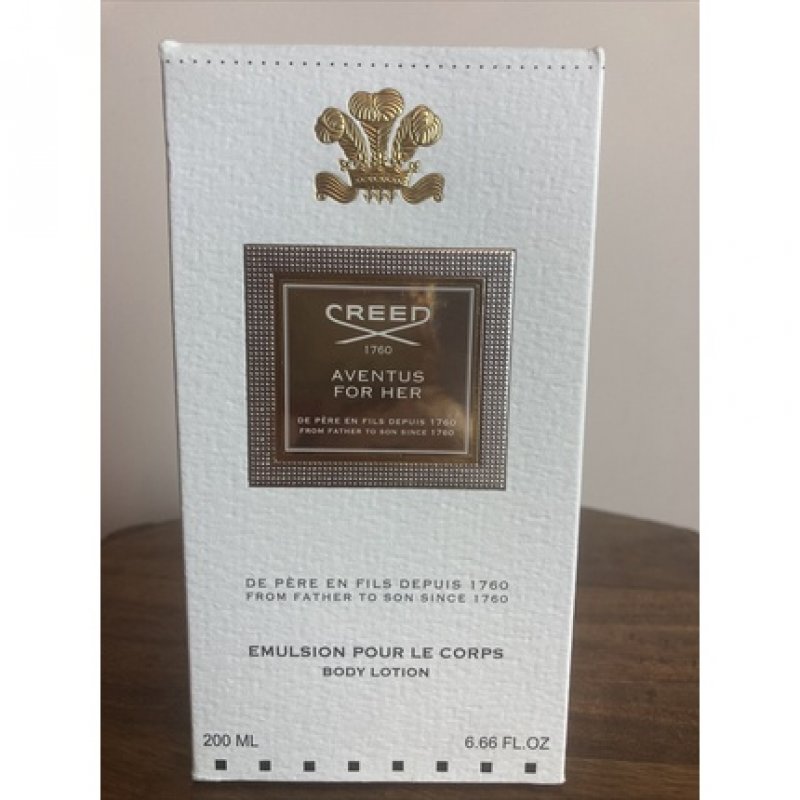 CREED
1760
AVENTUS
FOR HER
DE PÈRE EN FILS DEPUIS 1760
FROM FATHER TO SON SINCE 1760
DE PÈRE EN FILS DEPUIS 1760
FROM FATHER TO SON SINCE 1760
EMULSION POUR LE CORPS
BODY LOTION
200 ML 6.66 FL.OZ